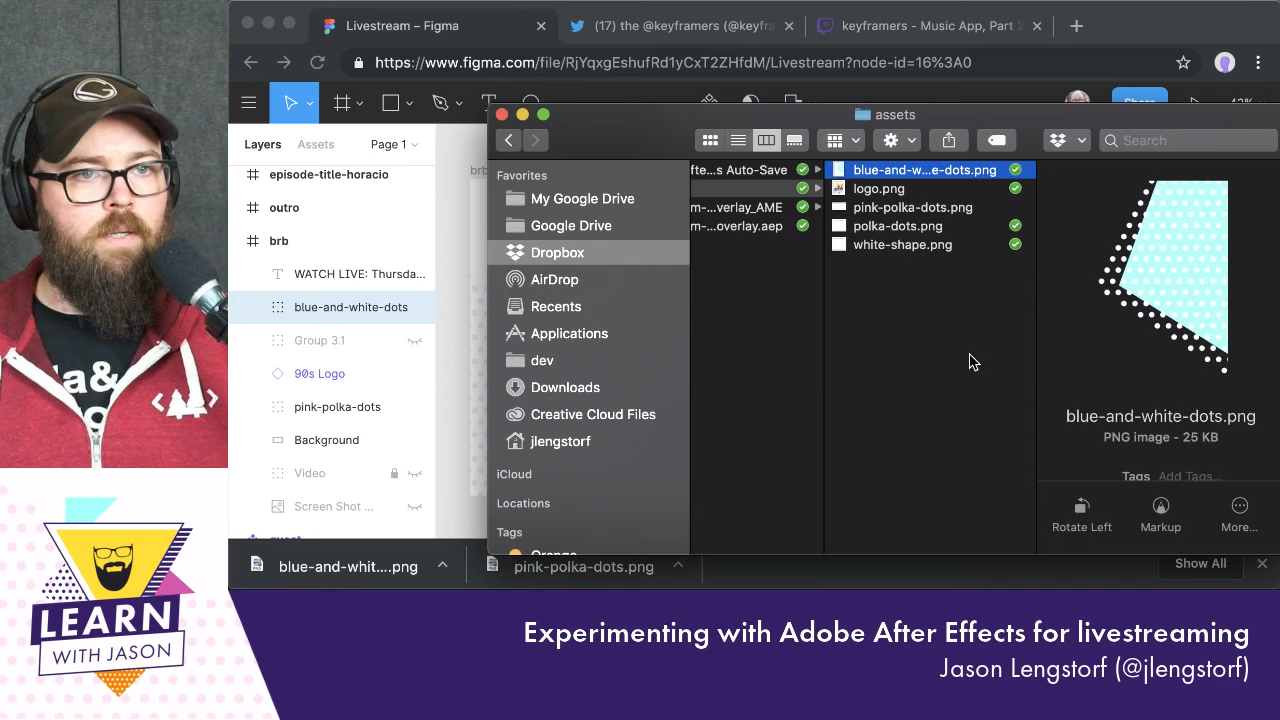 Livestream – Figma
(17) the @keyframers (@keyfra
keyframers - Music App, Part 2
https://www.figma.com/file/RjYqxgEshufRd1yCxT2ZHfdM/Livestream?node-id=16%3A0
Share
Layers
Assets
Page 1
episode-title-horacio
outro
brb
WATCH LIVE: Thursda...
blue-and-white-dots
Group 3.1
90s Logo
pink-polka-dots
Background
Video
Screen Shot ...
brb
assets
Search
Favorites
My Google Drive
Google Drive
Dropbox
AirDrop
Recents
Applications
dev
Downloads
Creative Cloud Files
jlengstorf
iCloud
Locations
Tags
Orange
fte...s Auto-Save
m-...verlay_AME
m-...overlay.aep
blue-and-w...e-dots.png
logo.png
pink-polka-dots.png
polka-dots.png
white-shape.png
blue-and-white-dots.png
PNG image - 25 KB
Tags Add Tags...
Rotate Left
Markup
More...
blue-and-whit....png
pink-polka-dots.png
Show All
LEARN
WITH JASON
Experimenting with Adobe After Effects for livestreaming
Jason Lengstorf (@jlengstorf)